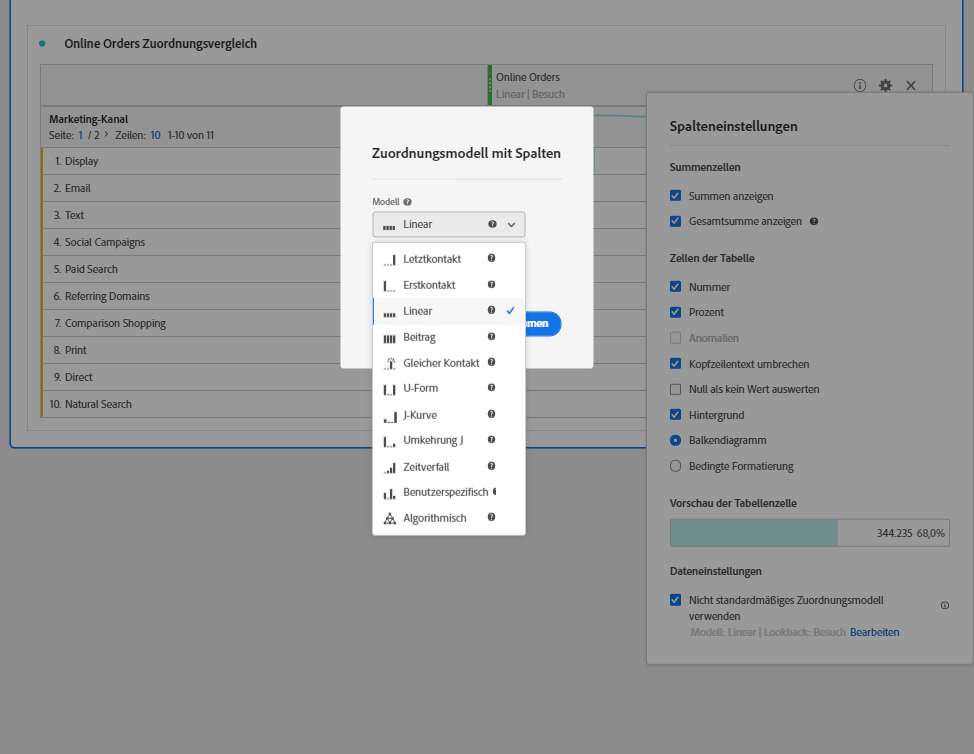 Online Orders Zuordnungsvergleich
Online Orders
Linear | Besuch
Marketing-Kanal
Seite: 1 / 2 > Zeilen: 10 1-10 von 11
1. Display
2. Email
3. Text
4. Social Campaigns
5. Paid Search
6. Referring Domains
7. Comparison Shopping
8. Print
9. Direct
10. Natural Search
Zuordnungsmodell mit Spalten
Modell
Linear
Letztkontakt
Erstkontakt
Linear
Beitrag
Gleicher Kontakt
U-Form
J-Kurve
Umkehrung J
Zeitverfall
Benutzerspezifisch
Algorithmisch
Spalteneinstellungen
Summenzellen
Summen anzeigen
Gesamtsumme anzeigen
Zellen der Tabelle
Nummer
Prozent
Anomalien
Kopfzeilentext umbrechen
Null als kein Wert auswerten
Hintergrund
Balkendiagramm
Bedingte Formatierung
Vorschau der Tabellenzelle
344.235 68,0%
Dateneinstellungen
Nicht standardmäßiges Zuordnungsmodell
verwenden
Modell: Linear | Lookback: Besuch Bearbeiten